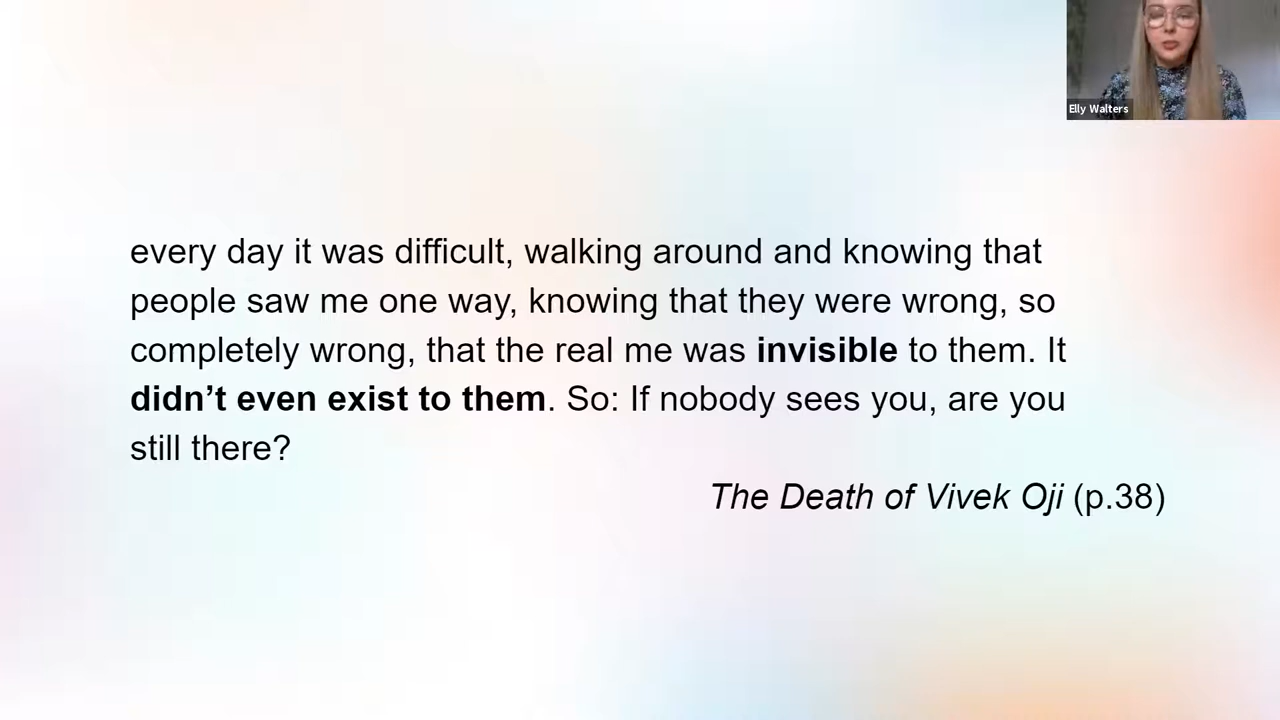 Elly Walters
every day it was difficult, walking around and knowing that
people saw me one way, knowing that they were wrong, so
completely wrong, that the real me was invisible to them. It
didn’t even exist to them. So: If nobody sees you, are you
still there?
The Death of Vivek Oji (p.38)